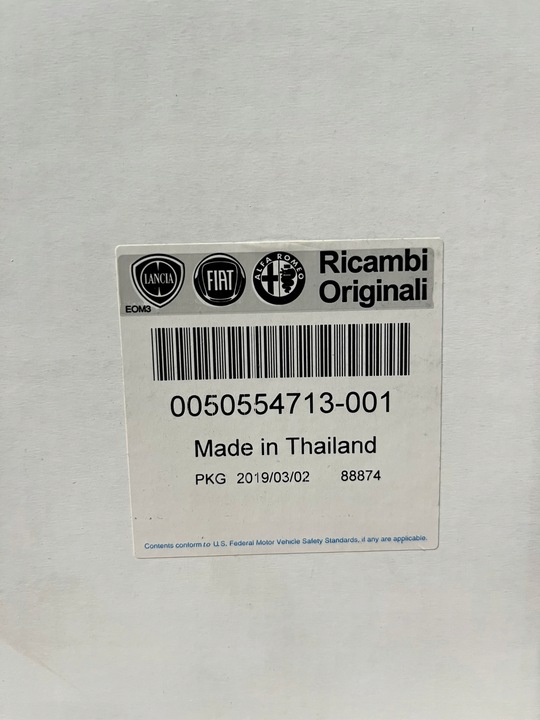 LANCIA
FIAT
ALFA ROMEO
Ricambi
Originali
EOM3
0050554713-001
Made in Thailand
PKG 2019/03/02 88874
Contents conform to U.S. Federal Motor Vehicle Safety Standards, if any are applicable.